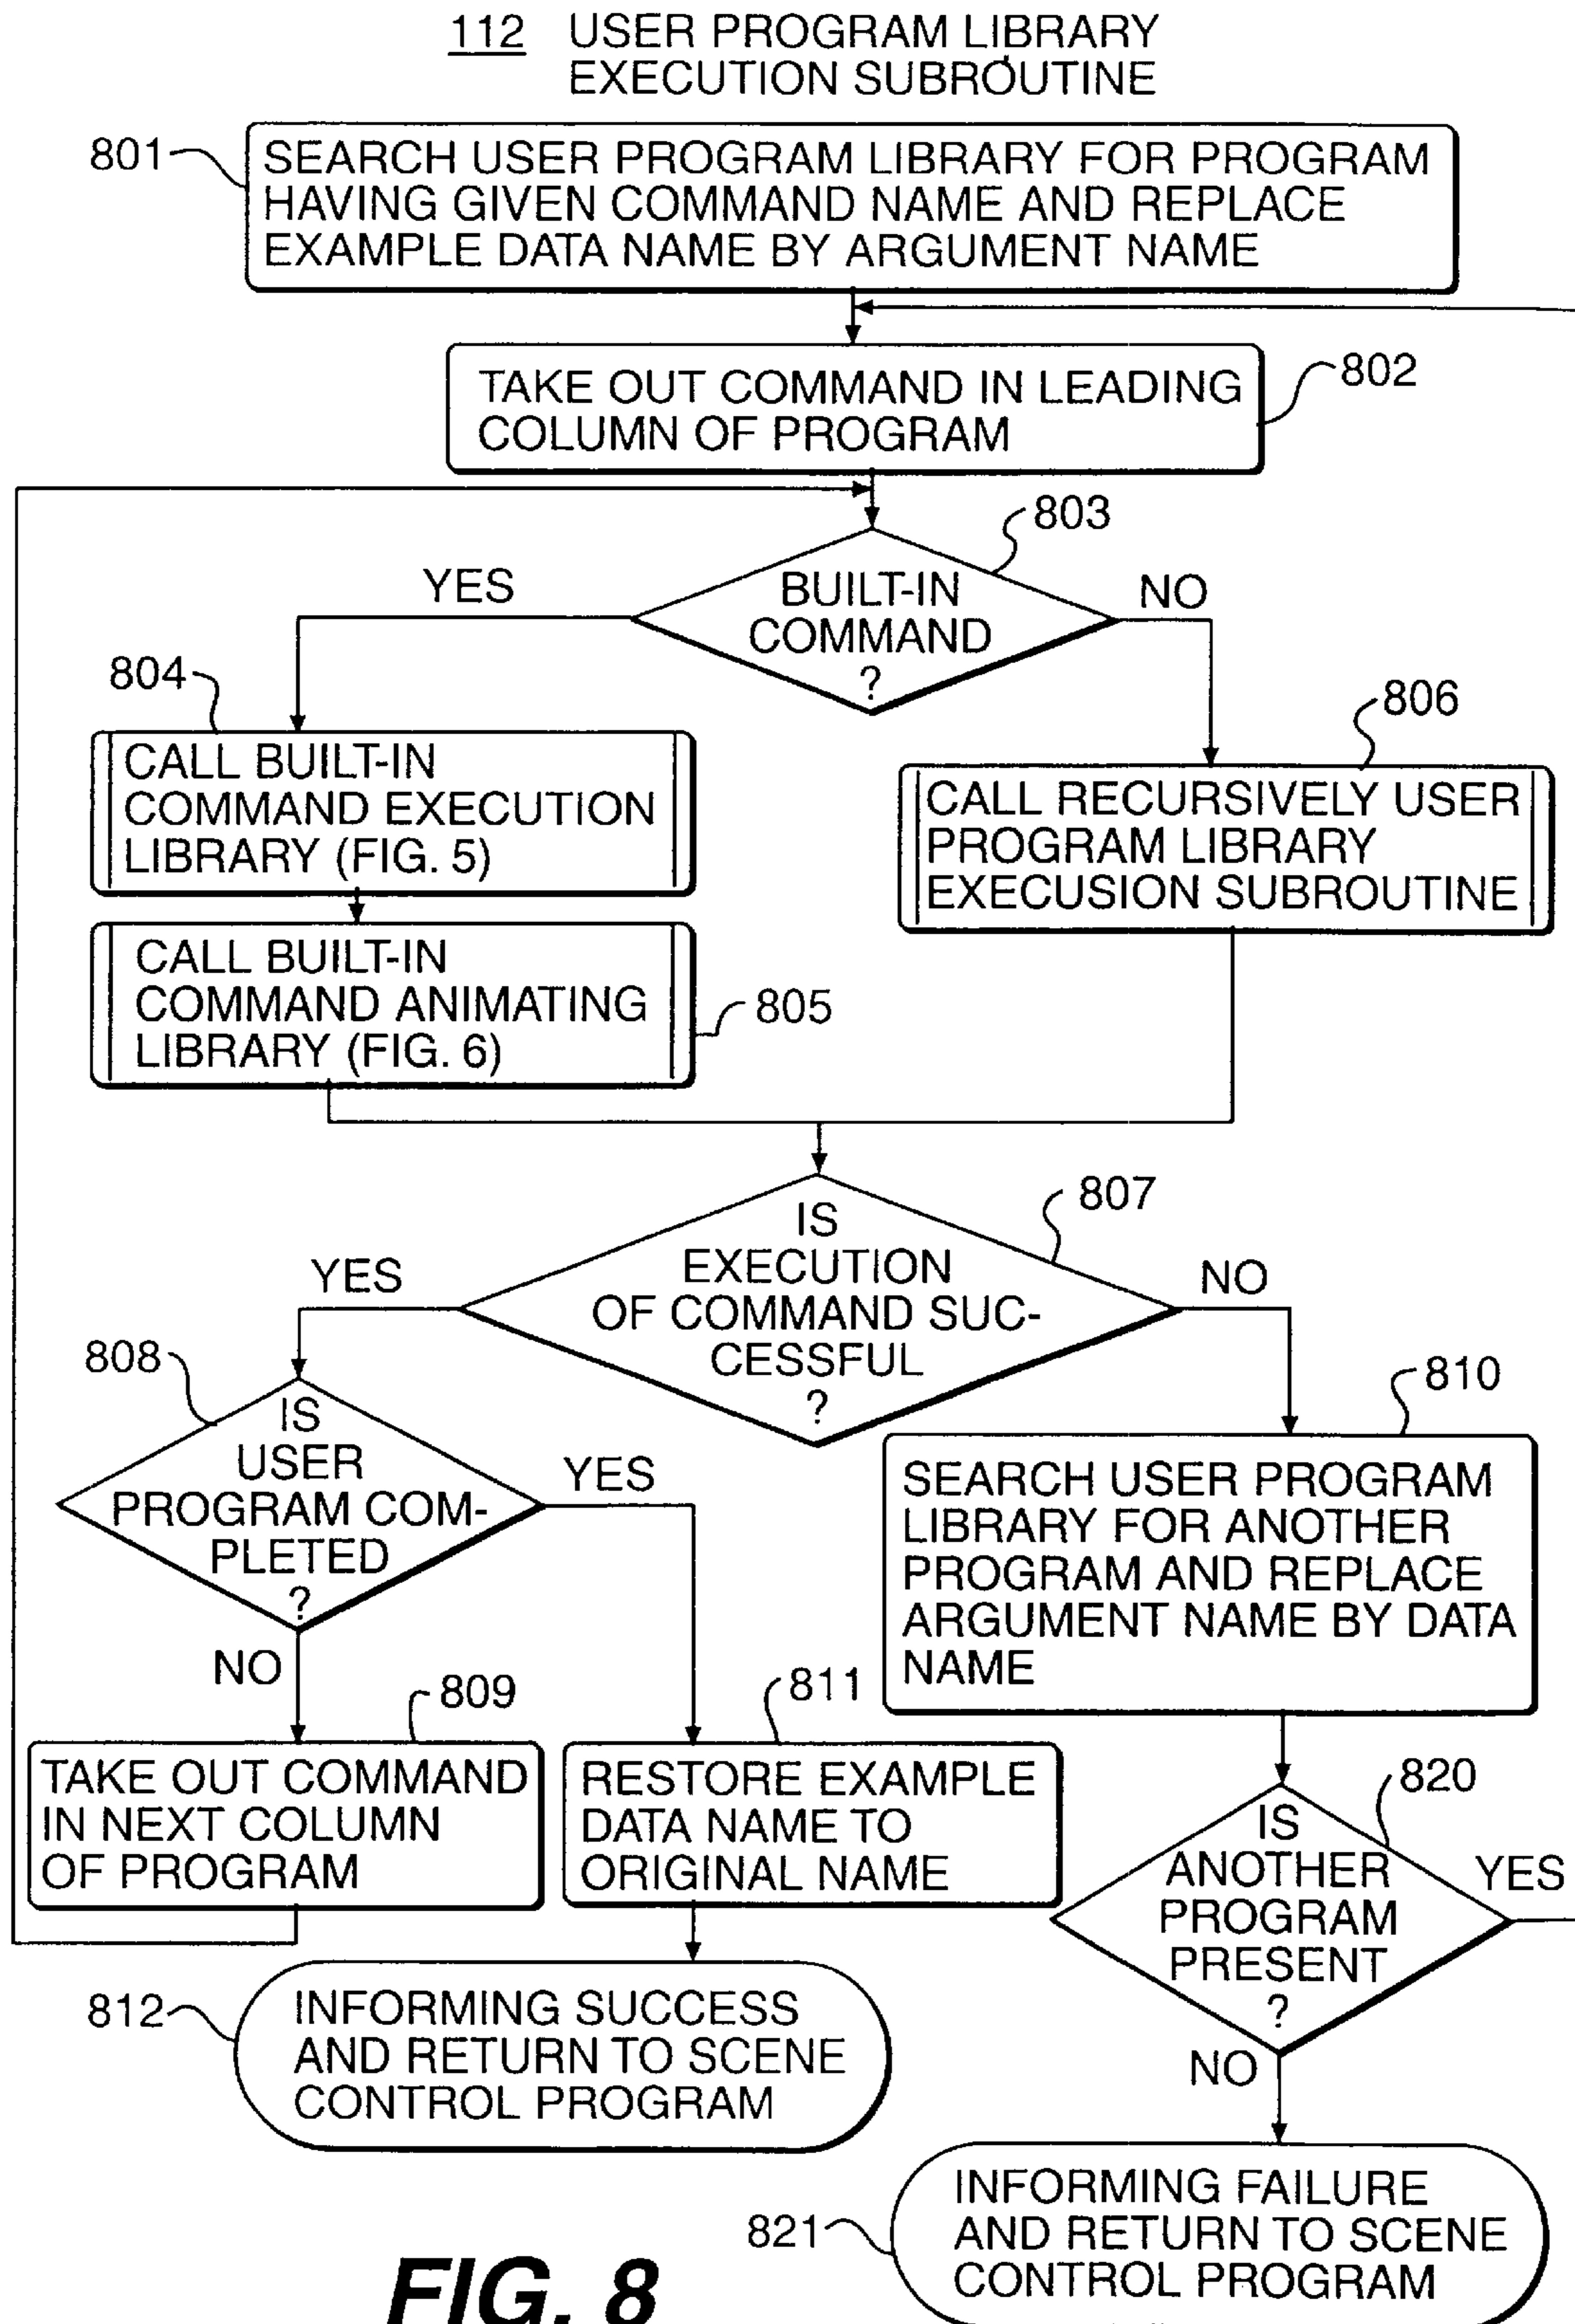 112 USER PROGRAM LIBRARY
EXECUTION SUBROUTINE
801
SEARCH USER PROGRAM LIBRARY FOR PROGRAM
HAVING GIVEN COMMAND NAME AND REPLACE
EXAMPLE DATA NAME BY ARGUMENT NAME
802
TAKE OUT COMMAND IN LEADING
COLUMN OF PROGRAM
803
BUILT-IN
COMMAND
?
YES
NO
804
CALL BUILT-IN
COMMAND EXECUTION
LIBRARY (FIG. 5)
806
CALL RECURSIVELY USER
PROGRAM LIBRARY
EXECUSION SUBROUTINE
CALL BUILT-IN
COMMAND ANIMATING
LIBRARY (FIG. 6)
805
807
IS
EXECUTION
OF COMMAND SUC-
CESSFUL
?
YES
NO
808
IS
USER
PROGRAM COM-
PLETED
?
YES
NO
810
SEARCH USER PROGRAM
LIBRARY FOR ANOTHER
PROGRAM AND REPLACE
ARGUMENT NAME BY DATA
NAME
809
TAKE OUT COMMAND
IN NEXT COLUMN
OF PROGRAM
811
RESTORE EXAMPLE
DATA NAME TO
ORIGINAL NAME
820
IS
ANOTHER
PROGRAM
PRESENT
?
YES
NO
812
INFORMING SUCCESS
AND RETURN TO SCENE
CONTROL PROGRAM
821
INFORMING FAILURE
AND RETURN TO SCENE
CONTROL PROGRAM
FIG. 8